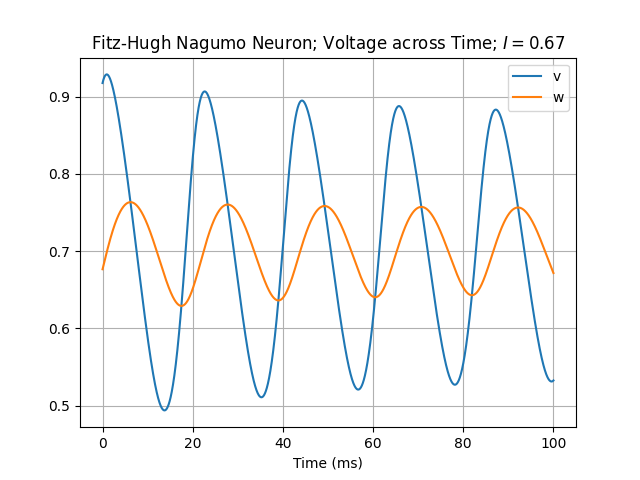 Fitz-Hugh Nagumo Neuron; Voltage across Time; I = 0.67
v
w
0.9
0.8
0.7
0.6
0.5
0 20 40 60 80 100
Time (ms)